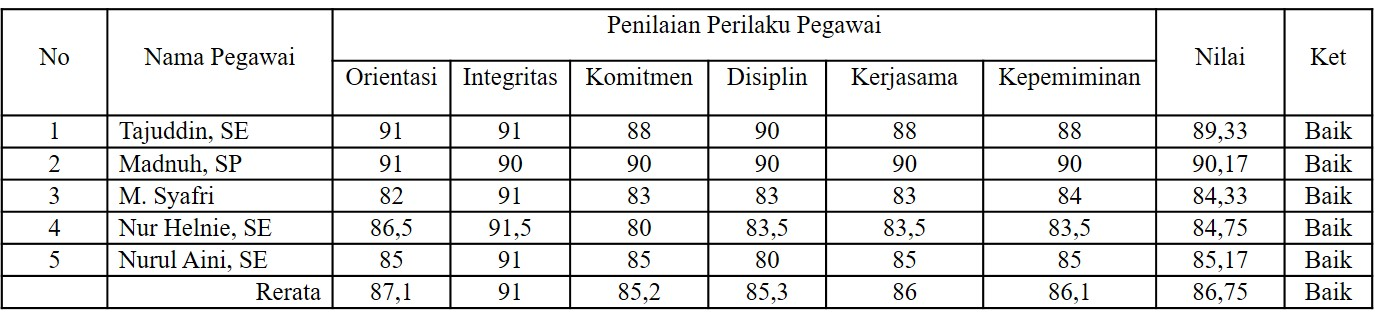 No Nama Pegawai Penilaian Perilaku Pegawai Nilai Ket
Orientasi Integritas Komitmen Disiplin Kerjasama Kepemiminan
1 Tajuddin, SE 91 91 88 90 88 88 89,33 Baik
2 Madnuh, SP 91 90 90 90 90 90 90,17 Baik
3 M. Syafri 82 91 83 83 83 84 84,33 Baik
4 Nur Helnie, SE 86,5 91,5 80 83,5 83,5 83,5 84,75 Baik
5 Nurul Aini, SE 85 91 85 80 85 85 85,17 Baik
Rerata 87,1 91 85,2 85,3 86 86,1 86,75 Baik